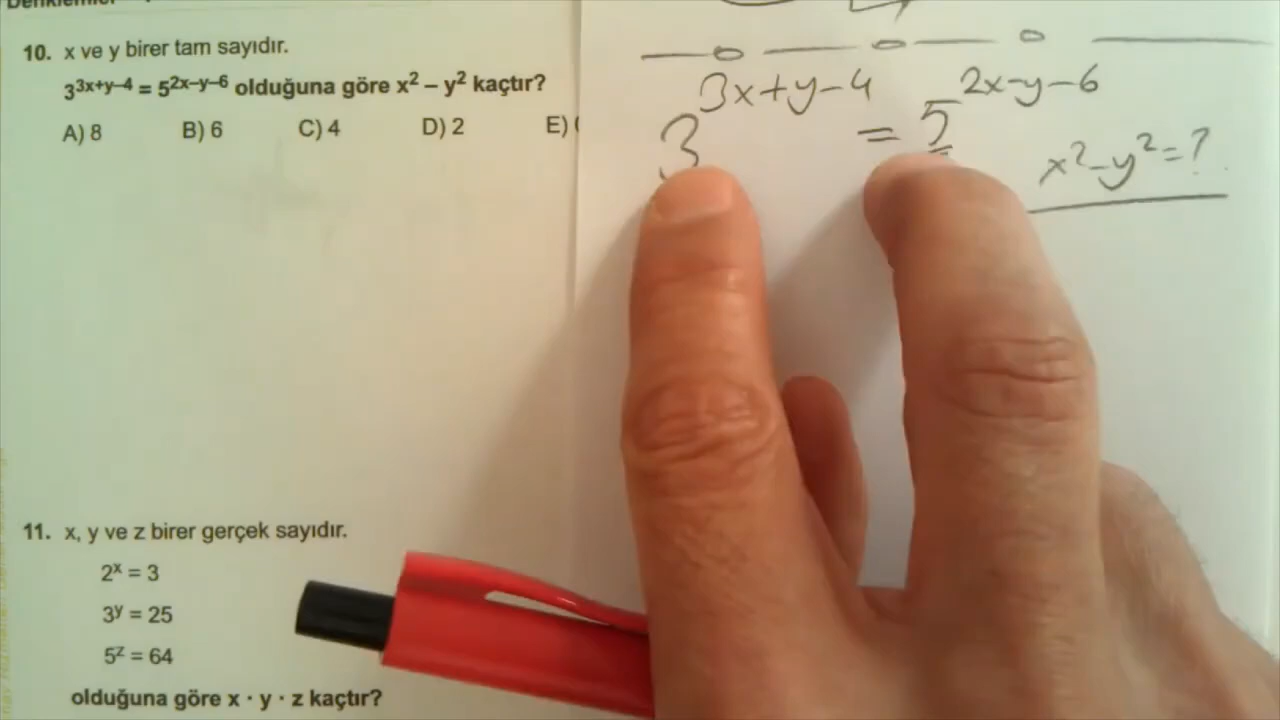 10. x ve y birer tam sayıdır.
3^3x+y–4 = 5^2x–y–6 olduğuna göre x² – y² kaçtır?
A) 8 B) 6 C) 4 D) 2 E)
3^3x+y–4 = 5^2x–y–6
x²–y²=?
11. x, y ve z birer gerçek sayıdır.
2^x = 3
3^y = 25
5^z = 64
olduğuna göre x · y · z kaçtır?